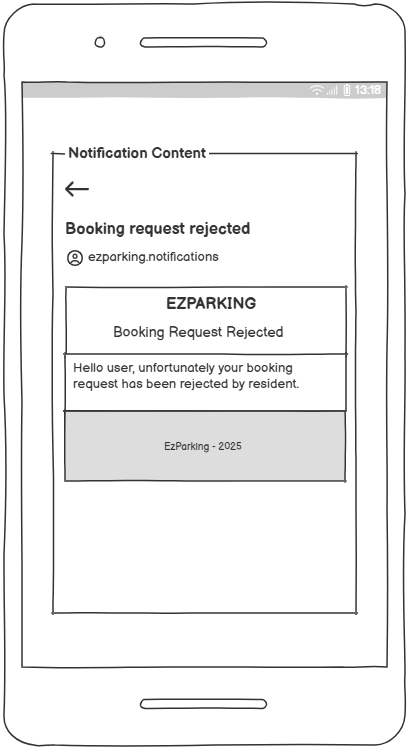 13:18
Notification Content
Booking request rejected
ezparking.notifications
EZPARKING
Booking Request Rejected
Hello user, unfortunately your booking
request has been rejected by resident.
EzParking - 2025